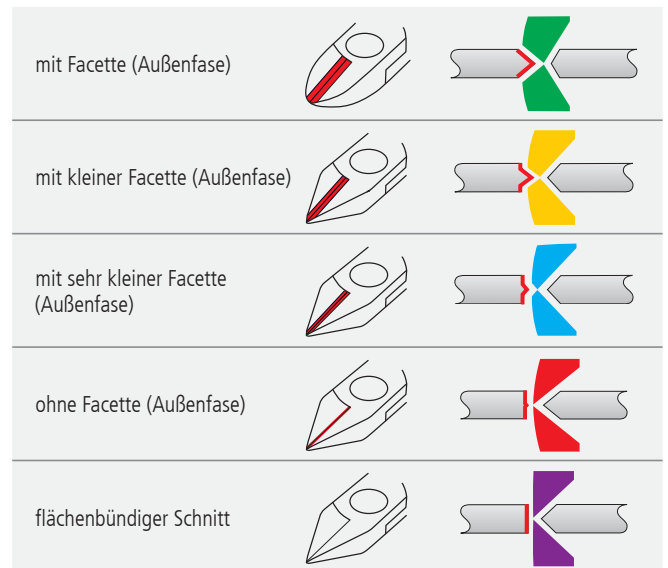 mit Facette (Außenfase)
mit kleiner Facette (Außenfase)
mit sehr kleiner Facette
(Außenfase)
ohne Facette (Außenfase)
flächenbündiger Schnitt